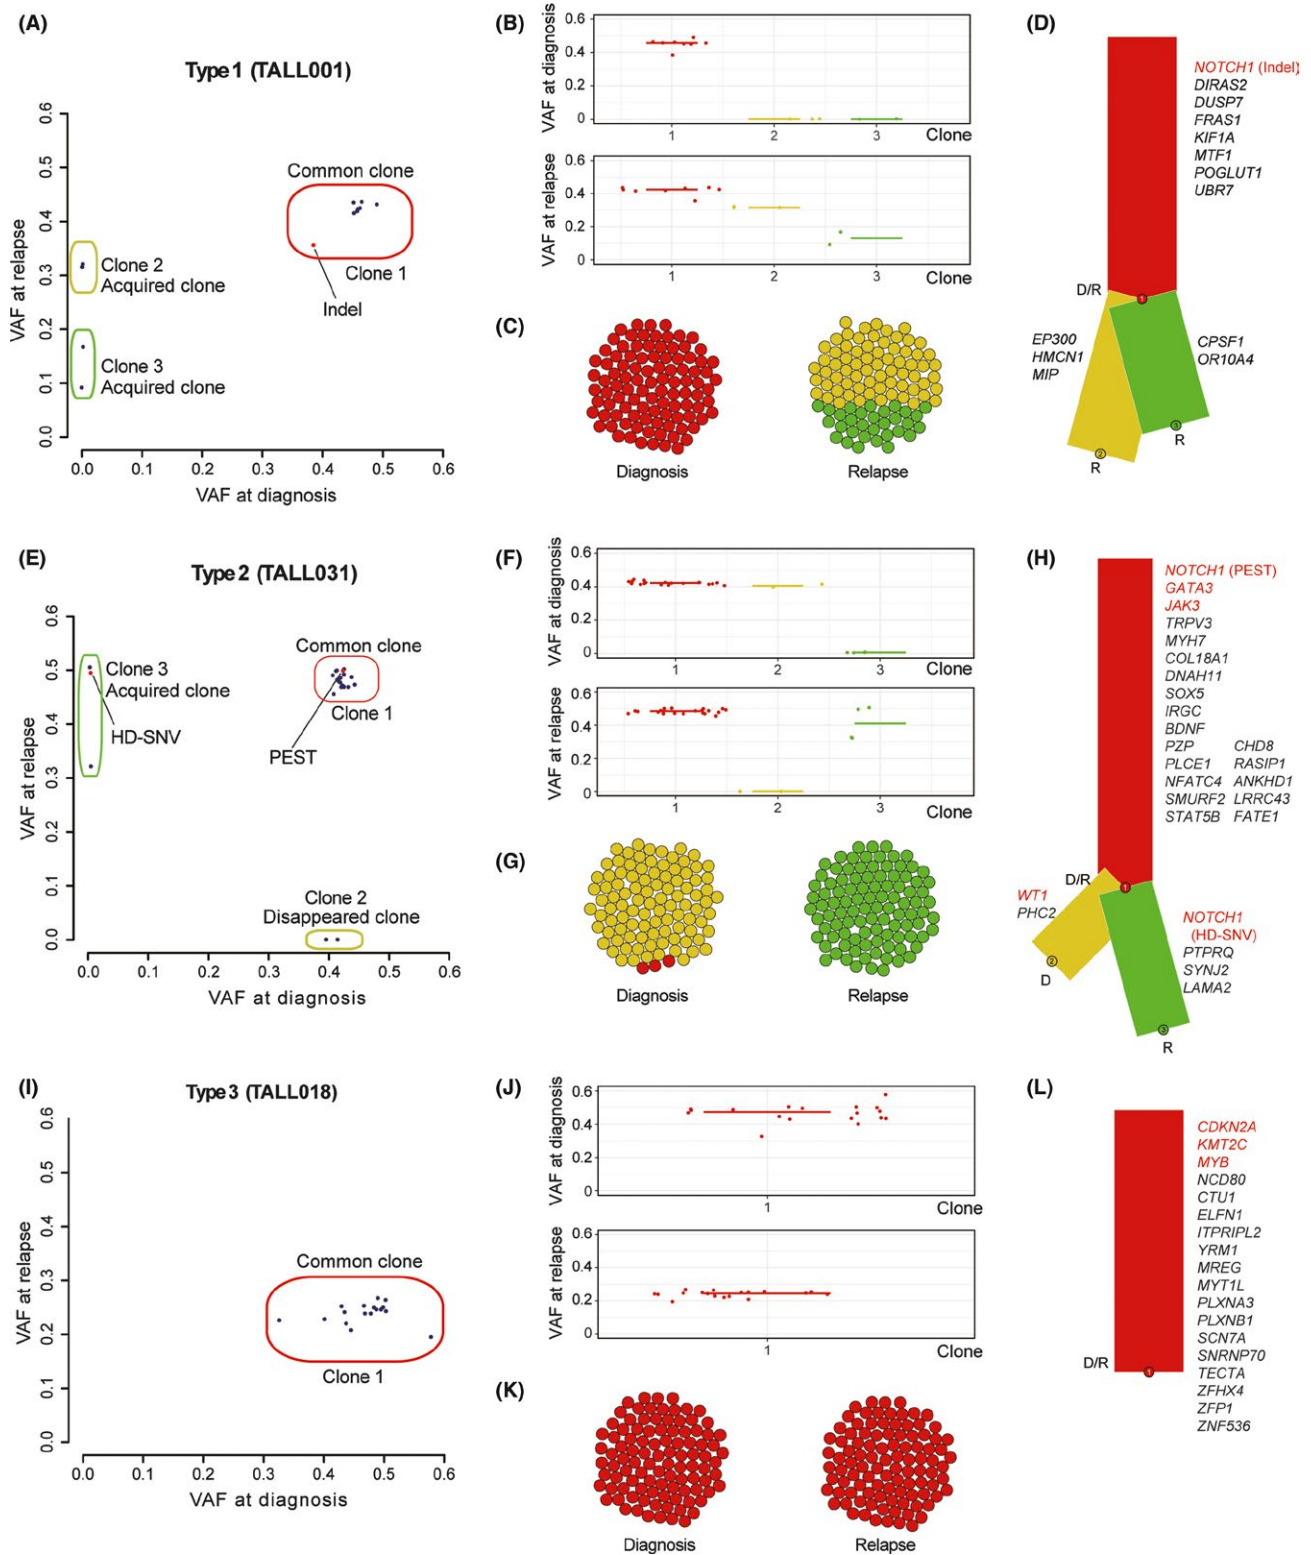 (A)
Type 1 (TALL001)
VAF at relapse
0.6
0.5
0.4
0.3
0.2
0.1
0.0
Common clone
Clone 1
Indel
Clone 2
Acquired clone
Clone 3
Acquired clone
0.0 0.1 0.2 0.3 0.4 0.5 0.6
VAF at diagnosis
(B)
VAF at diagnosis
0.6
0.4
0.2
0
1 2 3 Clone
VAF at relapse
0.6
0.4
0.2
0
1 2 3 Clone
(C)
Diagnosis Relapse
(D)
NOTCH1 (Indel)
DIRAS2
DUSP7
FRAS1
KIF1A
MTF1
POGLUT1
UBR7
D/R
1
EP300
HMCN1
MIP
CPSF1
OR10A4
3
R
2
R
(E)
Type 2 (TALL031)
VAF at relapse
0.6
0.5
0.4
0.3
0.2
0.1
0.0
Clone 3
Acquired clone
HD-SNV
Common clone
Clone 1
PEST
Clone 2
Disappeared clone
0.0 0.1 0.2 0.3 0.4 0.5 0.6
VAF at diagnosis
(F)
VAF at diagnosis
0.6
0.4
0.2
0
1 2 3 Clone
VAF at relapse
0.6
0.4
0.2
0
1 2 3 Clone
(G)
Diagnosis Relapse
(H)
NOTCH1 (PEST)
GATA3
JAK3
TRPV3
MYH7
COL18A1
DNAH11
SOX5
IRGC
BDNF
PZP CHD8
PLCE1 RASIP1
NFATC4 ANKHD1
SMURF2 LRRC43
STAT5B FATE1
D/R
1
WT1
PHC2
NOTCH1
(HD-SNV)
PTPRQ
SYNJ2
LAMA2
2
D
3
R
(I)
Type 3 (TALL018)
VAF at relapse
0.6
0.5
0.4
0.3
0.2
0.1
0.0
Common clone
Clone 1
0.0 0.1 0.2 0.3 0.4 0.5 0.6
VAF at diagnosis
(J)
VAF at diagnosis
0.6
0.4
0.2
0
1 Clone
VAF at relapse
0.6
0.4
0.2
0
1 Clone
(K)
Diagnosis Relapse
(L)
CDKN2A
KMT2C
MYB
NCD80
CTU1
ELFN1
ITPRIPL2
YRM1
MREG
MYT1L
PLXNA3
PLXNB1
SCN7A
SNRNP70
TECTA
ZFHX4
ZFP1
ZNF536
D/R
1